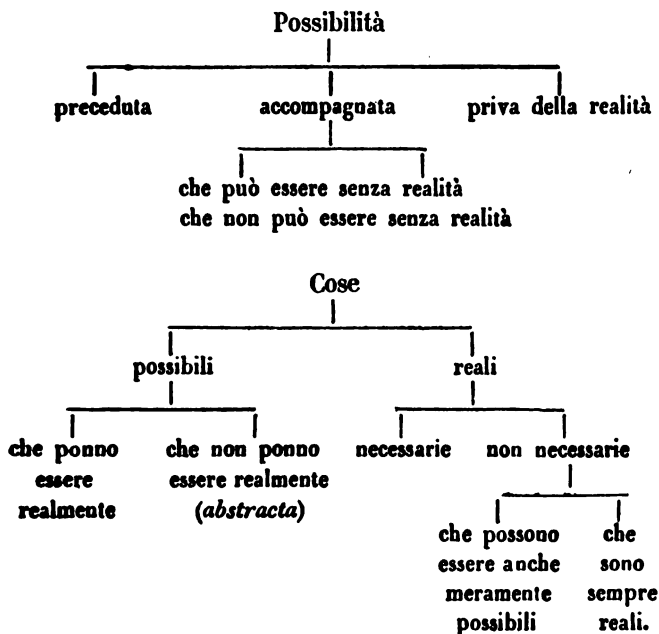 Possibilità
preceduta accompagnata priva della realità
che può essere senza realità
che non può essere senza realità
Cose
possibili reali
che ponno che non ponno necessarie non necessarie
essere essere realmente
realmente (abstracta)
che possono che
essere anche sono
meramente sempre
possibili reali.